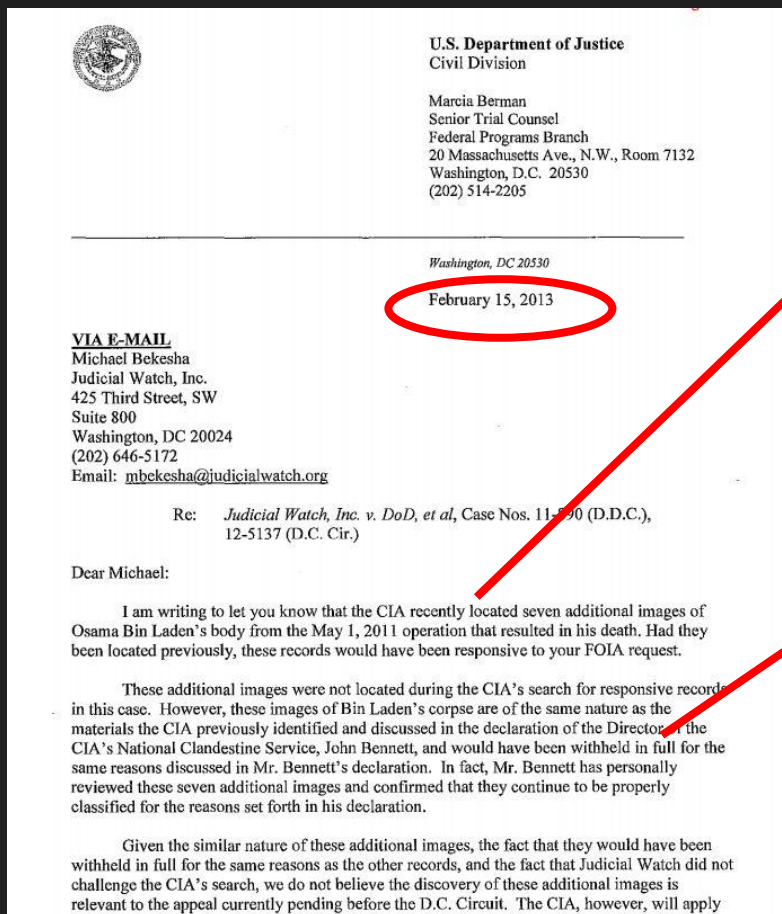 U.S. Department of Justice
Civil Division
Marcia Berman
Senior Trial Counsel
Federal Programs Branch
20 Massachusetts Ave., N.W., Room 7132
Washington, D.C. 20530
(202) 514-2205
Washington, DC 20530
February 15, 2013
VIA E-MAIL
Michael Bekesha
Judicial Watch, Inc.
425 Third Street, SW
Suite 800
Washington, DC 20024
(202) 646-5172
Email: mbekesha@judicialwatch.org
Re: Judicial Watch, Inc. v. DoD, et al, Case Nos. 11-890 (D.D.C.),
12-5137 (D.C. Cir.)
Dear Michael:
I am writing to let you know that the CIA recently located seven additional images of
Osama Bin Laden's body from the May 1, 2011 operation that resulted in his death. Had they
been located previously, these records would have been responsive to your FOIA request.
These additional images were not located during the CIA's search for responsive records
in this case. However, these images of Bin Laden's corpse are of the same nature as the
materials the CIA previously identified and discussed in the declaration of the Director of the
CIA's National Clandestine Service, John Bennett, and would have been withheld in full for the
same reasons discussed in Mr. Bennett's declaration. In fact, Mr. Bennett has personally
reviewed these seven additional images and confirmed that they continue to be properly
classified for the reasons set forth in his declaration.
Given the similar nature of these additional images, the fact that they would have been
withheld in full for the same reasons as the other records, and the fact that Judicial Watch did not
challenge the CIA's search, we do not believe the discovery of these additional images is
relevant to the appeal currently pending before the D.C. Circuit. The CIA, however, will apply